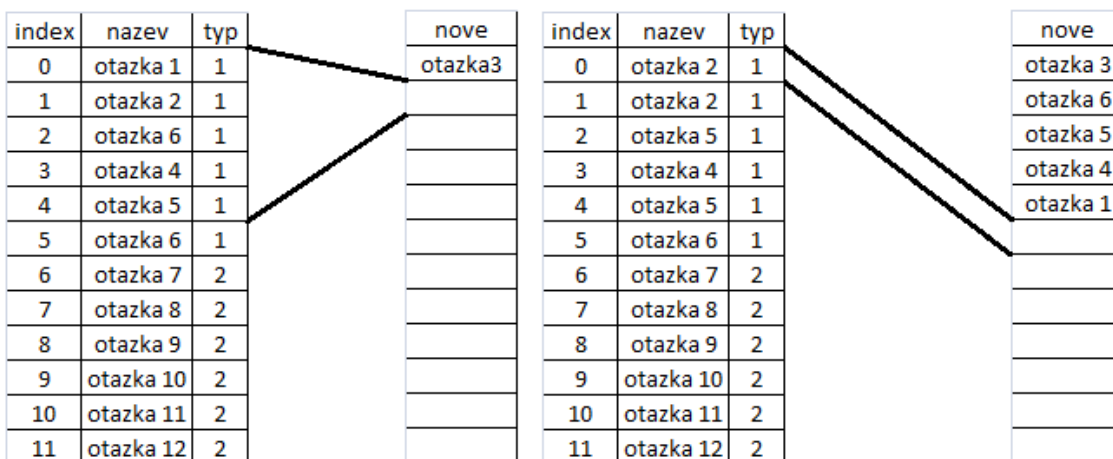 index nazev typ nove index nazev typ nove
0 otazka 1 1 otazka3 0 otazka 2 1 otazka 3
1 otazka 2 1 1 otazka 2 1 otazka 6
2 otazka 6 1 2 otazka 5 1 otazka 5
3 otazka 4 1 3 otazka 4 1 otazka 4
4 otazka 5 1 4 otazka 5 1 otazka 1
5 otazka 6 1 5 otazka 6 1
6 otazka 7 2 6 otazka 7 2
7 otazka 8 2 7 otazka 8 2
8 otazka 9 2 8 otazka 9 2
9 otazka 10 2 9 otazka 10 2
10 otazka 11 2 10 otazka 11 2
11 otazka 12 2 11 otazka 12 2